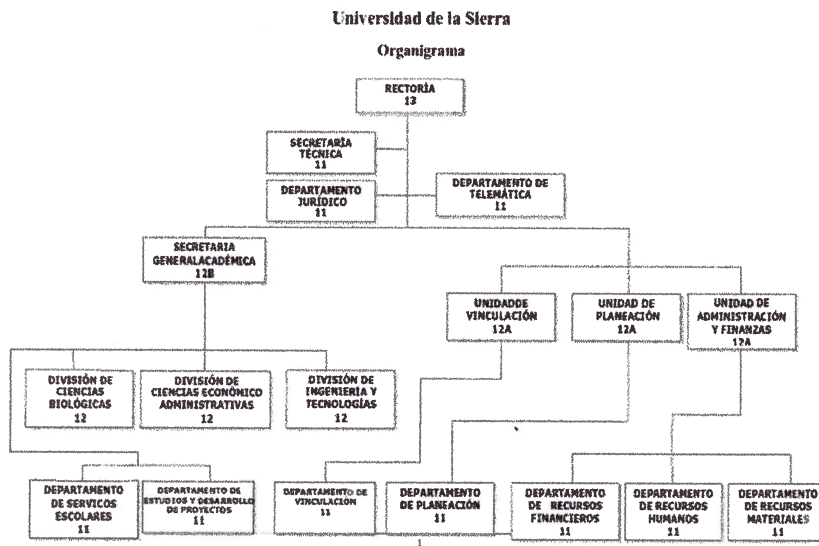 Universidad de la Sierra
Organigrama
RECTORÍA
13
SECRETARÍA
TÉCNICA
11
DEPARTAMENTO
JURÍDICO
11
DEPARTAMENTO DE
TELEMÁTICA
11
SECRETARIA
GENERALACADÉMICA
12B
UNIDADDE
VINCULACIÓN
12A
UNIDAD DE
PLANEACIÓN
12A
UNIDAD DE
ADMINISTRACIÓN
Y FINANZAS
12A
DIVISIÓN DE
CIENCIAS
BIOLÓGICAS
12
DIVISIÓN DE
CIENCIAS ECONÓMICO
ADMINISTRATIVAS
12
DIVISIÓN DE
INGENIERÍA Y
TECNOLOGÍAS
12
DEPARTAMENTO
DE SERVICOS
ESCOLARES
11
DEPARTAMENTO DE
ESTUDIOS Y DESARROLLO
DE PROYECTOS
11
DEPARTAMENTO DE
VINCULACION
11
DEPARTAMENTO
DE PLANEACIÓN
11
DEPARTAMENTO
DE RECURSOS
FINANCIEROS
11
DEPARTAMENTO
DE RECURSOS
HUMANOS
11
DEPARTAMENTO
DE RECURSOS
MATERIALES
11
1